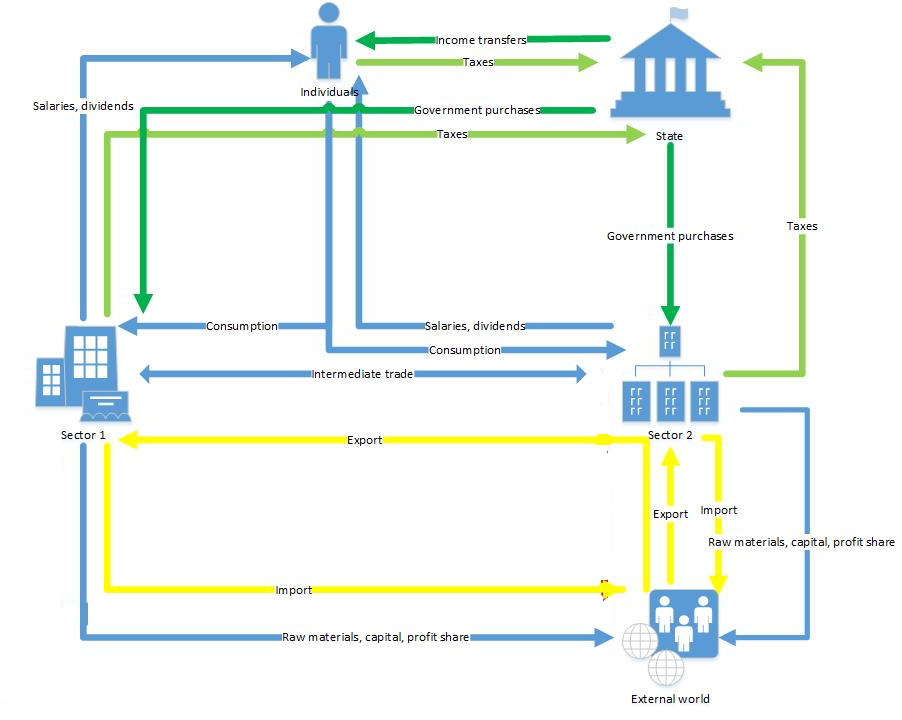 Income transfers
Taxes
Individuals
Salaries, dividends
Government purchases
Taxes
State
Taxes
Government purchases
Consumption
Salaries, dividends
Consumption
Intermediate trade
Sector 1
Export
Sector 2
Export
Import
Raw materials, capital, profit share
Import
Raw materials, capital, profit share
External world